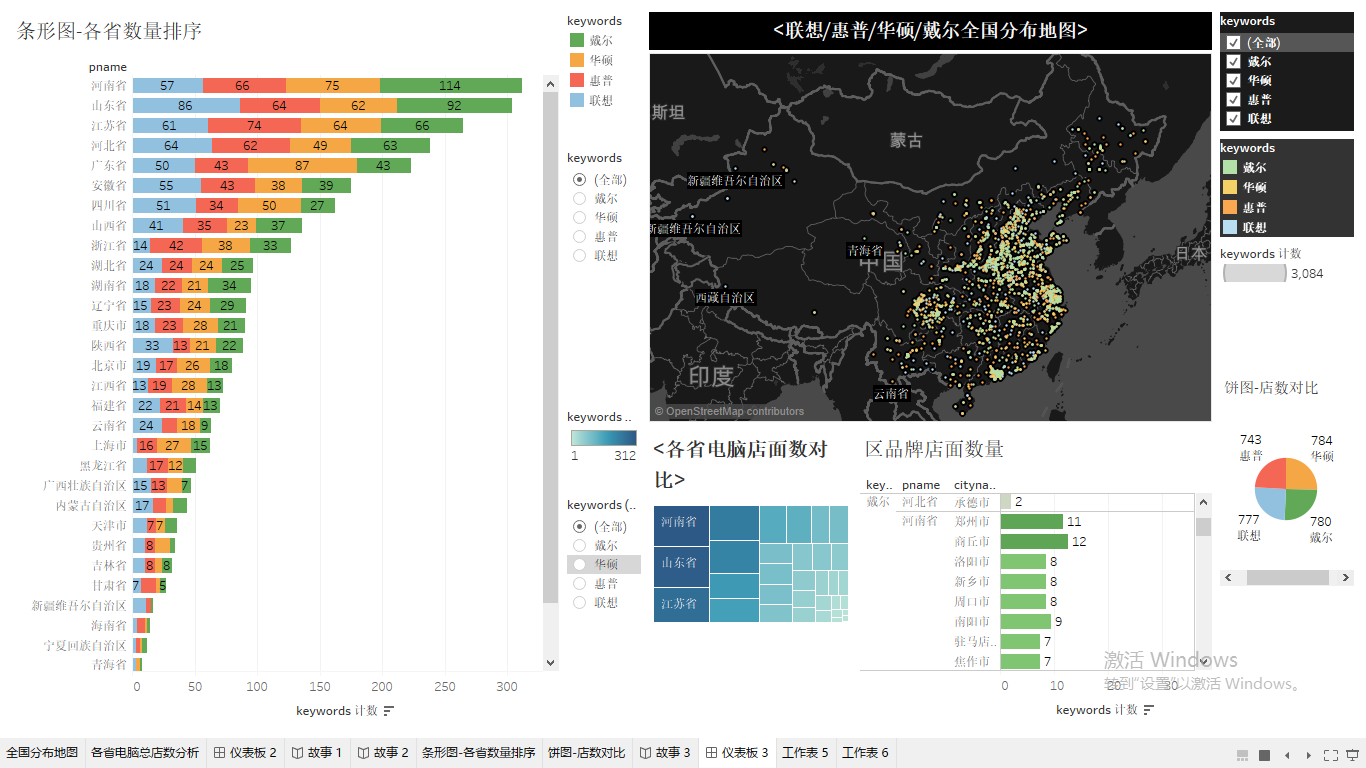 条形图-各省数量排序
pname
河南省 57 66 75 114
山东省 86 64 62 92
江苏省 61 74 64 66
河北省 64 62 49 63
广东省 50 43 87 43
安徽省 55 43 38 39
四川省 51 34 50 27
山西省 41 35 23 37
浙江省 14 42 38 33
湖北省 24 24 24 25
湖南省 18 22 21 34
辽宁省 15 23 24 29
重庆市 18 23 28 21
陕西省 33 13 21 22
北京市 19 17 26 18
江西省 13 19 28 13
福建省 22 21 14 13
云南省 24 18 9
上海市 16 27 15
黑龙江省 17 12
广西壮族自治区 15 13 7
内蒙古自治区 17
天津市 7 7
贵州省 8
吉林省 8 8
甘肃省 7 5
新疆维吾尔自治区
海南省
宁夏回族自治区
青海省
0 50 100 150 200 250 300
keywords 计数
keywords
戴尔
华硕
惠普
联想
keywords
(全部)
戴尔
华硕
惠普
联想
keywords ..
1 312
keywords (..
(全部)
戴尔
华硕
惠普
联想
<联想/惠普/华硕/戴尔全国分布地图>
斯坦
蒙古
新疆维吾尔自治区
新疆维吾尔自治区
青海省
中国
日本
西藏自治区
印度
云南省
© OpenStreetMap contributors
keywords
(全部)
戴尔
华硕
惠普
联想
keywords
戴尔
华硕
惠普
联想
keywords 计数
3,084
<各省电脑店面数对
比>
河南省
山东省
江苏省
区品牌店面数量
key.. pname cityna..
戴尔 河北省 承德市 2
河南省 郑州市 11
商丘市 12
洛阳市 8
新乡市 8
周口市 8
南阳市 9
驻马店.. 7
焦作市 7
0 10 20 30
keywords 计数
饼图-店数对比
743 784
惠普 华硕
777 780
联想 戴尔
激活 Windows
转到"设置"以激活 Windows。
全国分布地图 各省电脑总店数分析 仪表板 2 故事 1 故事 2 条形图-各省数量排序 饼图-店数对比 故事 3 仪表板 3 工作表 5 工作表 6